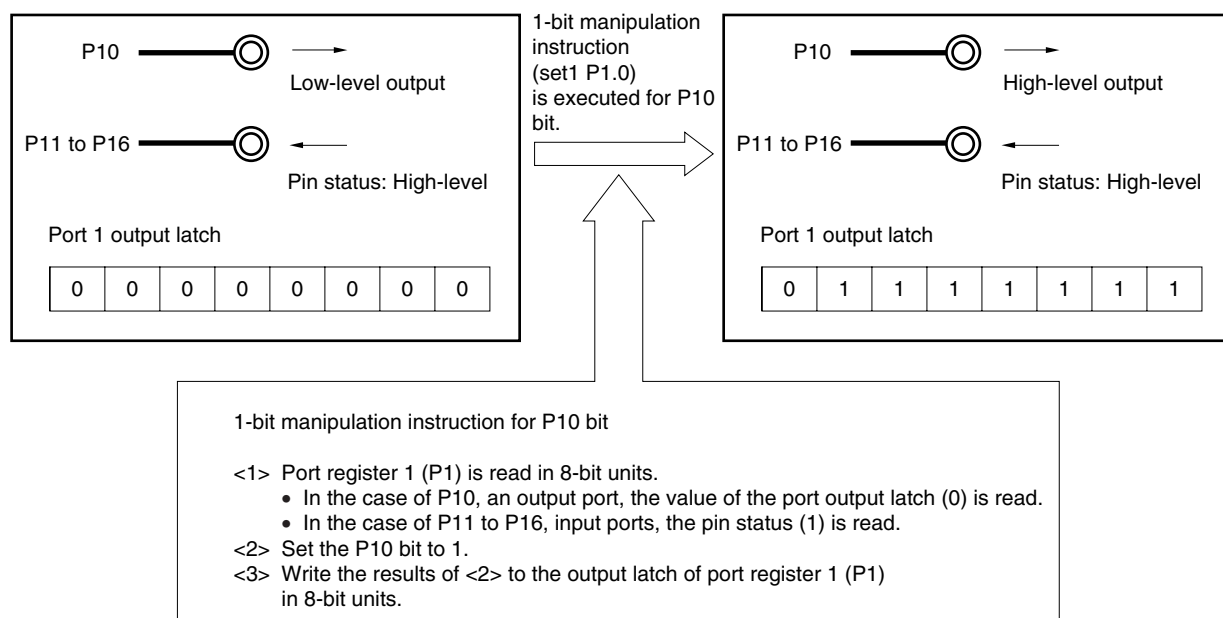 P10
Low-level output
P11 to P16
Pin status: High-level
Port 1 output latch
0 0 0 0 0 0 0 0
1-bit manipulation
instruction
(set1 P1.0)
is executed for P10
bit.
P10
High-level output
P11 to P16
Pin status: High-level
Port 1 output latch
0 1 1 1 1 1 1 1
1-bit manipulation instruction for P10 bit
<1> Port register 1 (P1) is read in 8-bit units.
• In the case of P10, an output port, the value of the port output latch (0) is read.
• In the case of P11 to P16, input ports, the pin status (1) is read.
<2> Set the P10 bit to 1.
<3> Write the results of <2> to the output latch of port register 1 (P1)
in 8-bit units.